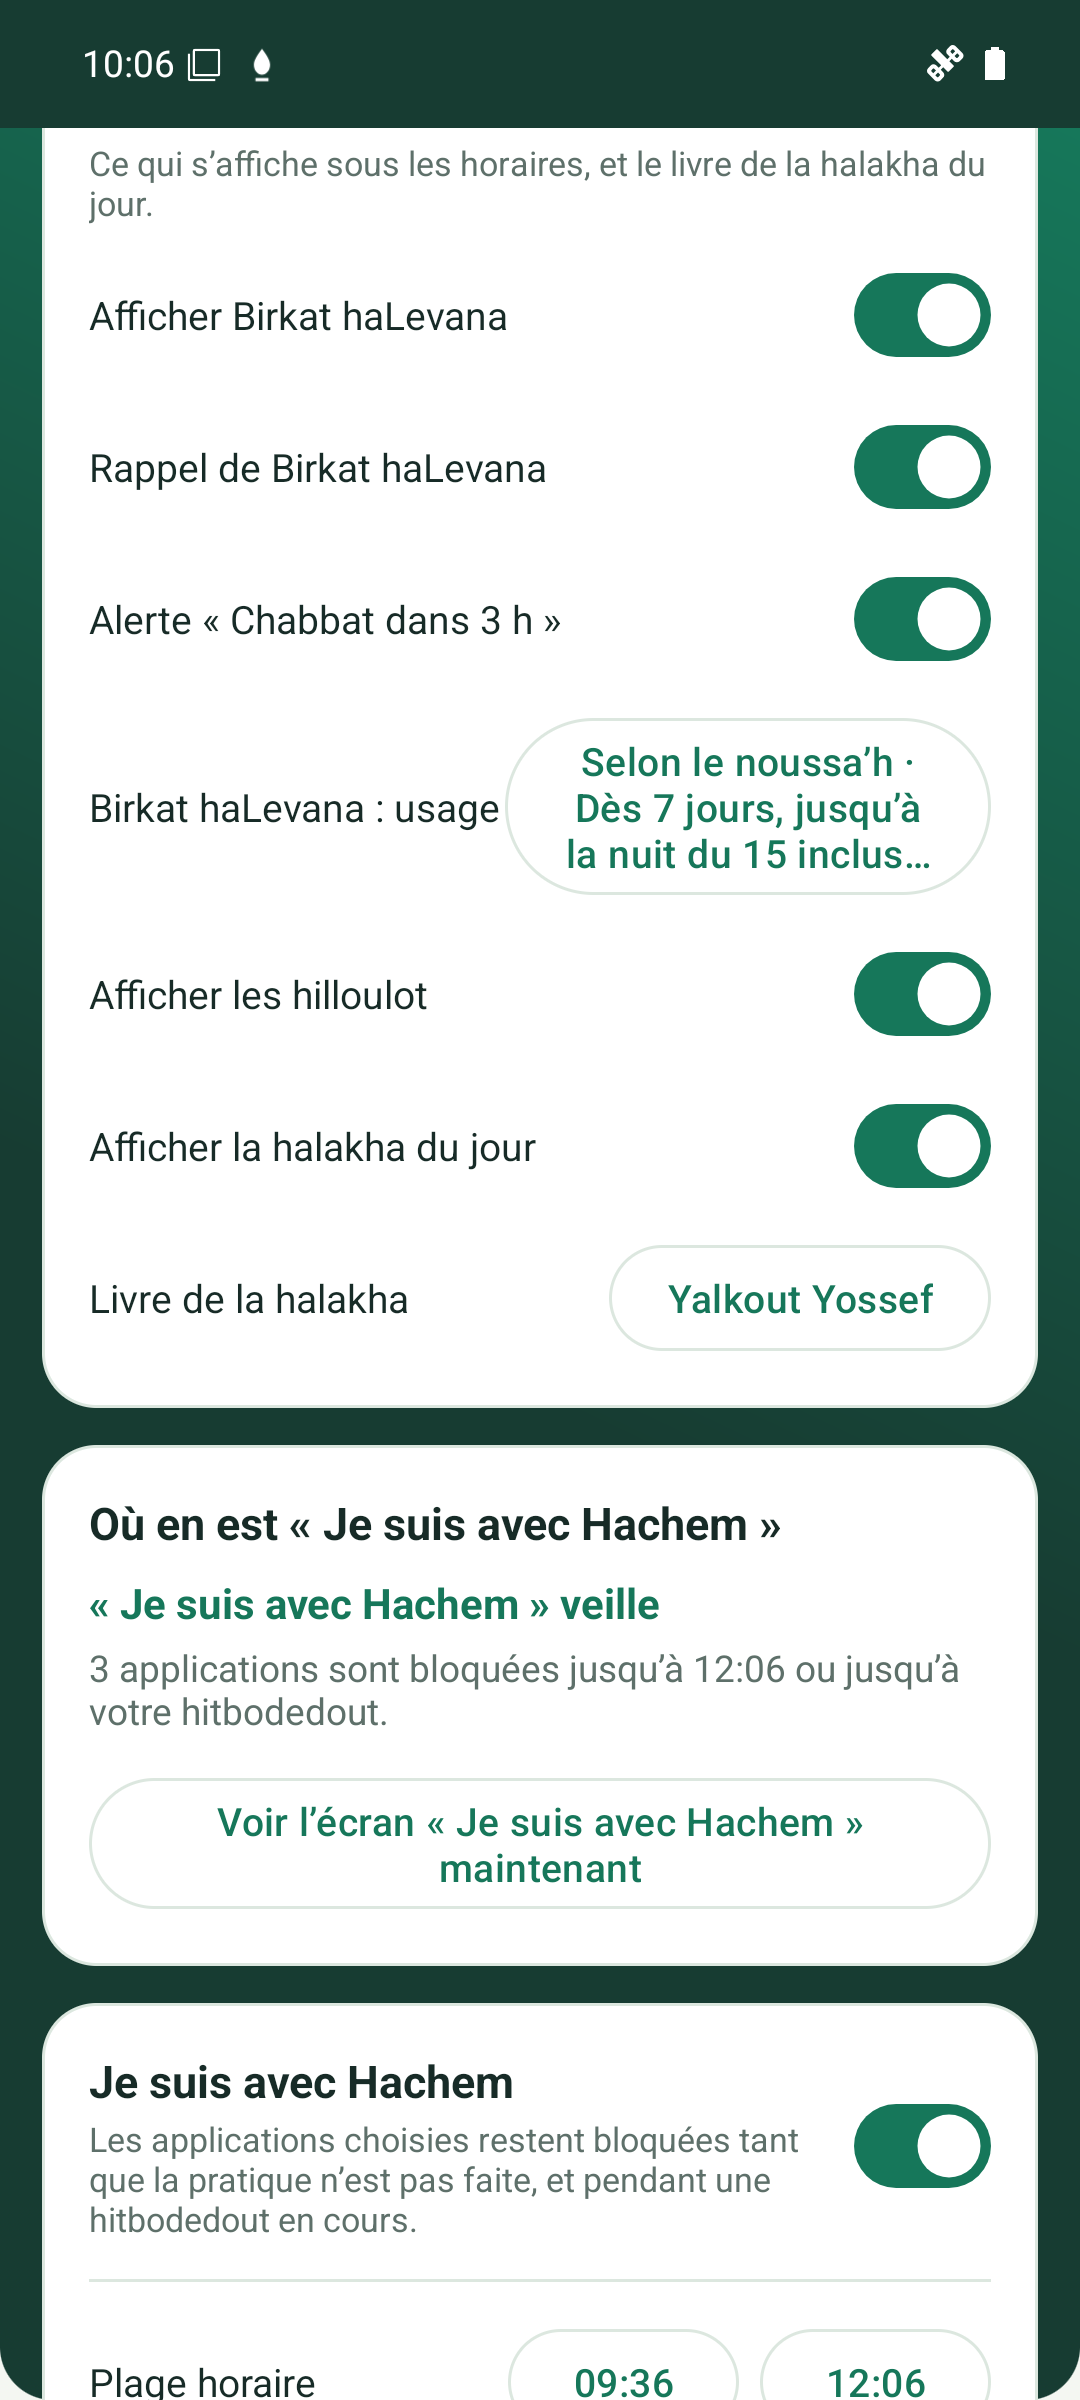 10:06
Ce qui s’affiche sous les horaires, et le livre de la halakha du
jour.
Afficher Birkat haLevana
Rappel de Birkat haLevana
Alerte « Chabbat dans 3 h »
Birkat haLevana : usage
Selon le noussa’h ·
Dès 7 jours, jusqu’à
la nuit du 15 inclus…
Afficher les hilloulot
Afficher la halakha du jour
Livre de la halakha
Yalkout Yossef
Où en est « Je suis avec Hachem »
« Je suis avec Hachem » veille
3 applications sont bloquées jusqu’à 12:06 ou jusqu’à
votre hitbodedout.
Voir l’écran « Je suis avec Hachem »
maintenant
Je suis avec Hachem
Les applications choisies restent bloquées tant
que la pratique n’est pas faite, et pendant une
hitbodedout en cours.
Plage horaire
09:36
12:06